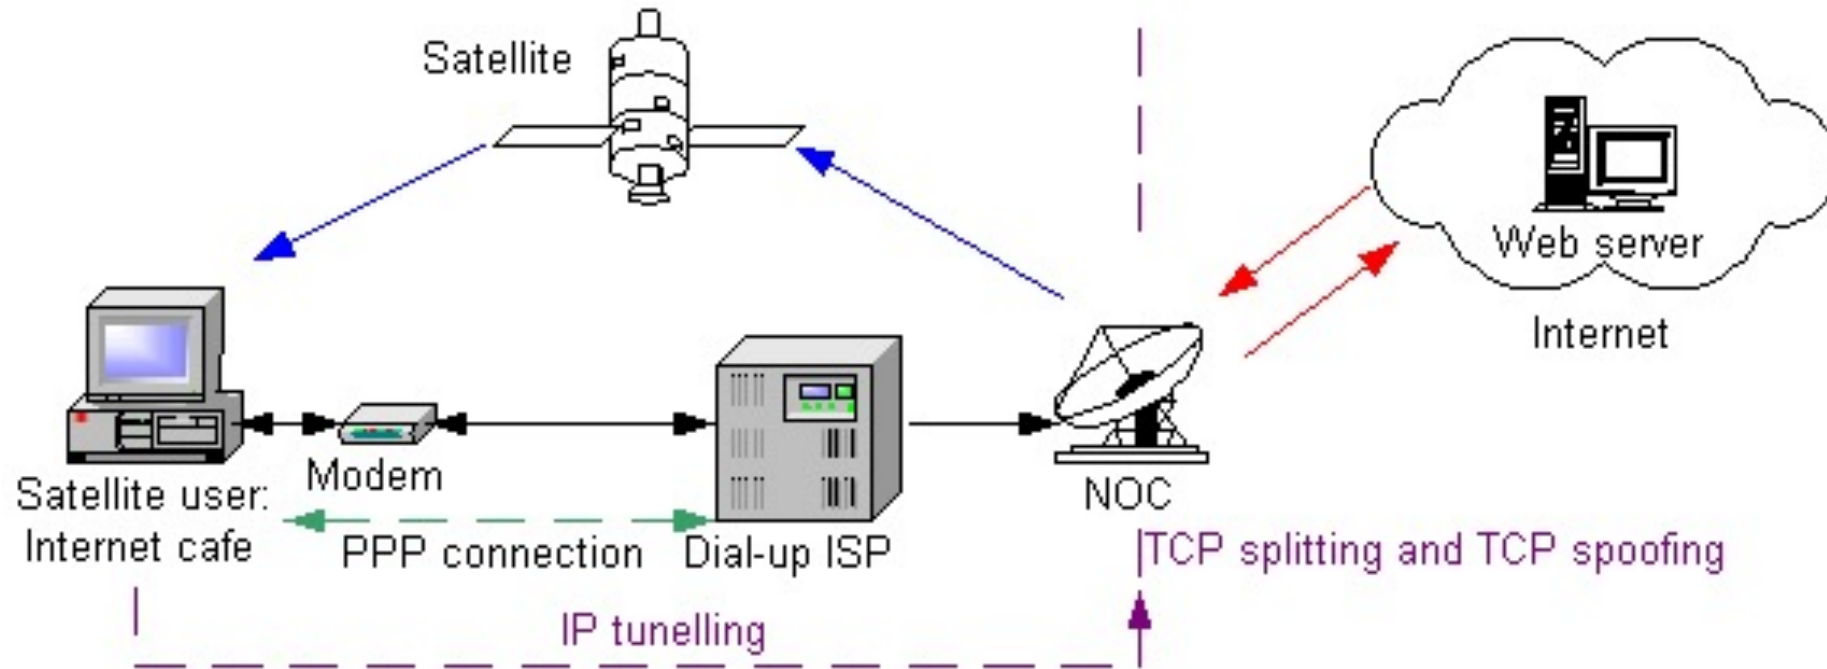 Satellite
Web server
Internet
Modem
NOC
Satellite user:
Internet cafe
PPP connection
Dial-up ISP
TCP splitting and TCP spoofing
IP tunelling